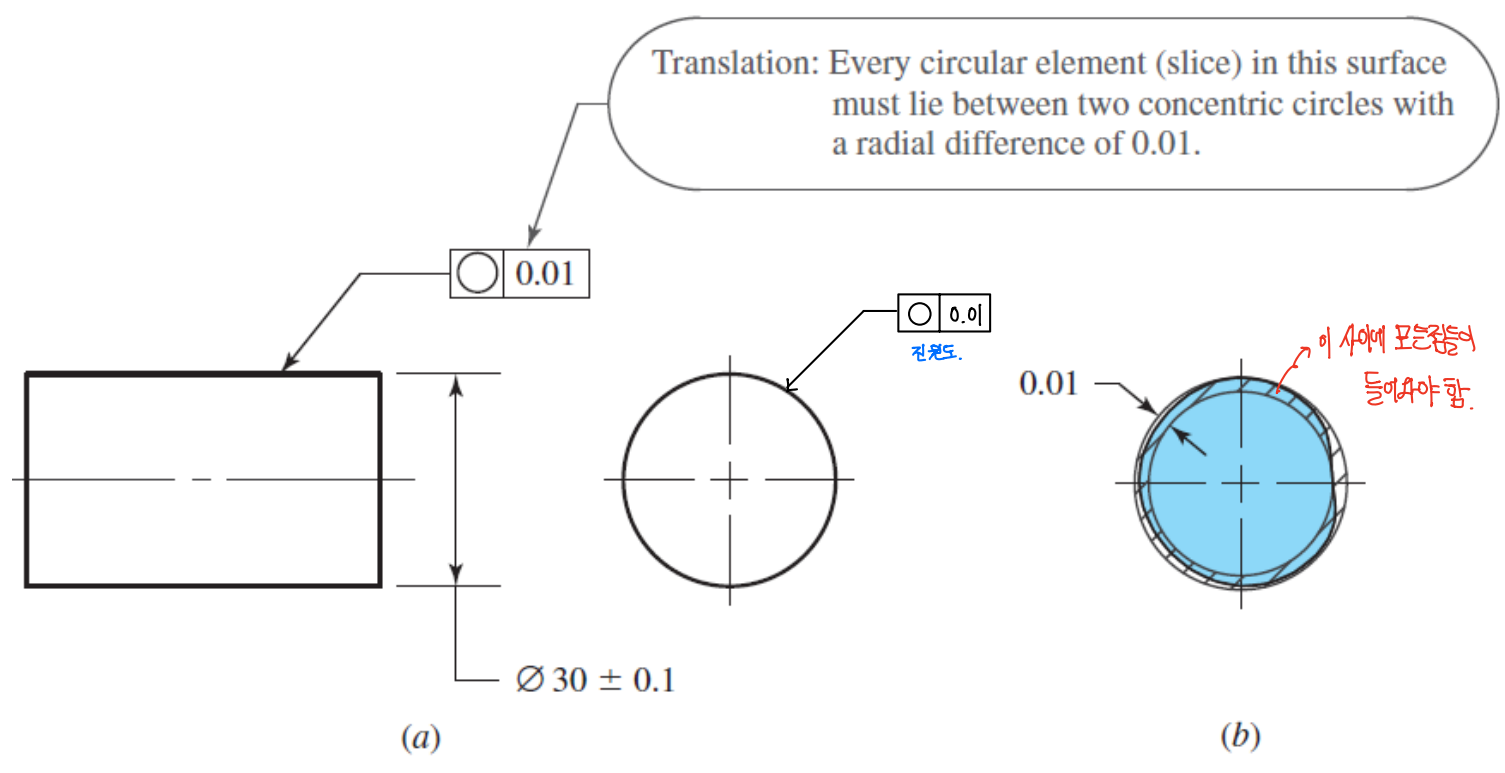 Translation: Every circular element (slice) in this surface
must lie between two concentric circles with
a radial difference of 0.01.
0.01
0.01
진원도.
이 사이에 모든점들이
들어와야 함.
0.01
Ø 30 ± 0.1
(a)
(b)